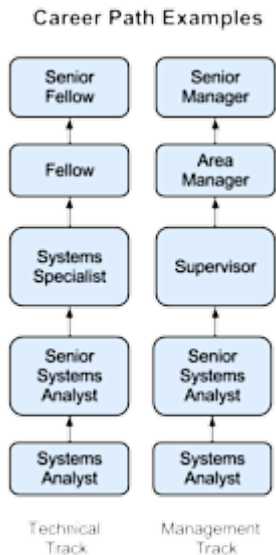 Career Path Examples
Senior
Fellow
Senior
Manager
Fellow
Area
Manager
Systems
Specialist
Supervisor
Senior
Systems
Analyst
Senior
Systems
Analyst
Systems
Analyst
Systems
Analyst
Technical
Track
Management
Track